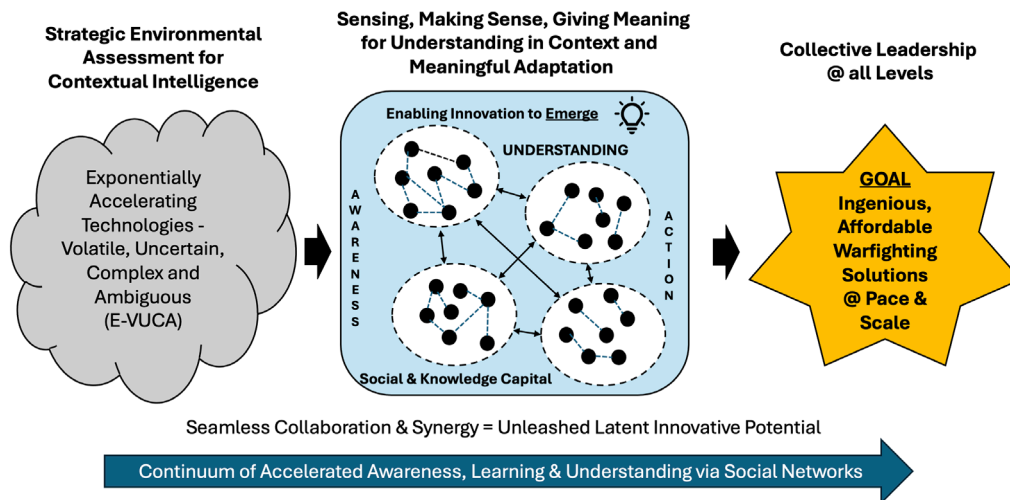 Strategic Environmental
Assessment for
Contextual Intelligence
Sensing, Making Sense, Giving Meaning
for Understanding in Context and
Meaningful Adaptation
Collective Leadership
@ all Levels
Exponentially
Accelerating
Technologies -
Volatile, Uncertain,
Complex and
Ambiguous
(E-VUCA)
Enabling Innovation to Emerge
UNDERSTANDING
AWARENESS
ACTION
Social & Knowledge Capital
GOAL
Ingenious,
Affordable
Warfighting
Solutions
@ Pace &
Scale
Seamless Collaboration & Synergy = Unleashed Latent Innovative Potential
Continuum of Accelerated Awareness, Learning & Understanding via Social Networks